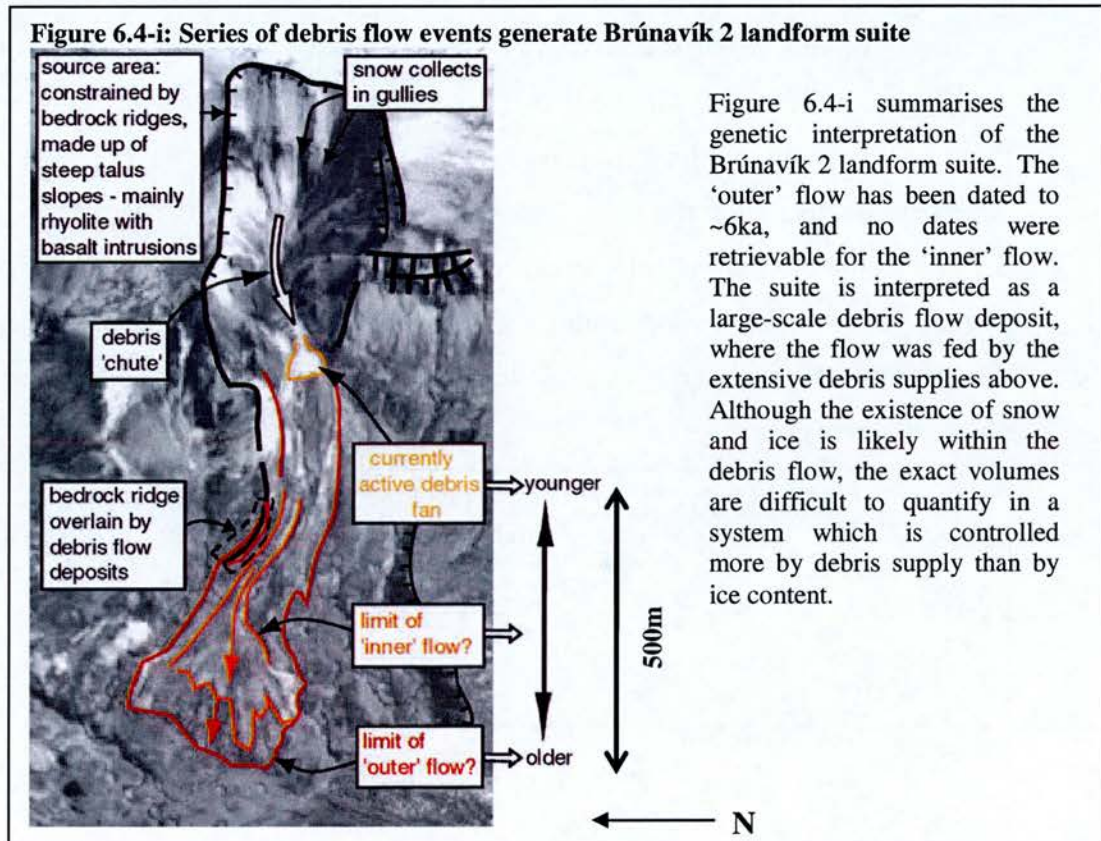 Figure 6.4-i: Series of debris flow events generate Brúnavík 2 landform suite
source area:
constrained by
bedrock ridges,
made up of
steep talus
slopes - mainly
rhyolite with
basalt intrusions
snow collects
in gullies
debris
'chute'
currently
active debris
fan
younger
bedrock ridge
overlain by
debris flow
deposits
limit of
'inner' flow?
500m
limit of
'outer' flow?
older
N
Figure 6.4-i summarises the
genetic interpretation of the
Brúnavík 2 landform suite. The
‘outer’ flow has been dated to
~6ka, and no dates were
retrievable for the ‘inner’ flow.
The suite is interpreted as a
large-scale debris flow deposit,
where the flow was fed by the
extensive debris supplies above.
Although the existence of snow
and ice is likely within the
debris flow, the exact volumes
are difficult to quantify in a
system which is controlled
more by debris supply than by
ice content.